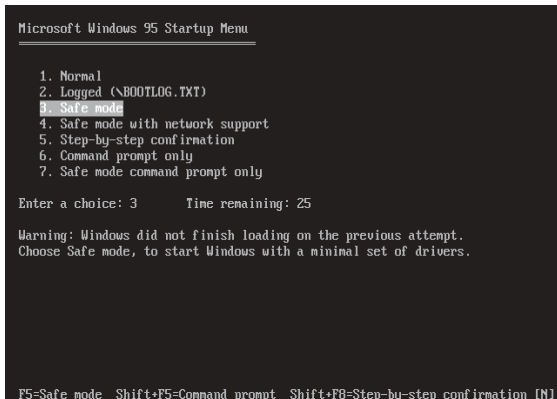 Microsoft Windows 95 Startup Menu
1. Normal
2. Logged (\BOOTLOG.TXT)
3. Safe mode
4. Safe mode with network support
5. Step-by-step confirmation
6. Command prompt only
7. Safe mode command prompt only
Enter a choice: 3 Time remaining: 25
Warning: Windows did not finish loading on the previous attempt.
Choose Safe mode, to start Windows with a minimal set of drivers.
F5=Safe mode Shift+F5=Command prompt Shift+F8=Step-by-step confirmation [N]